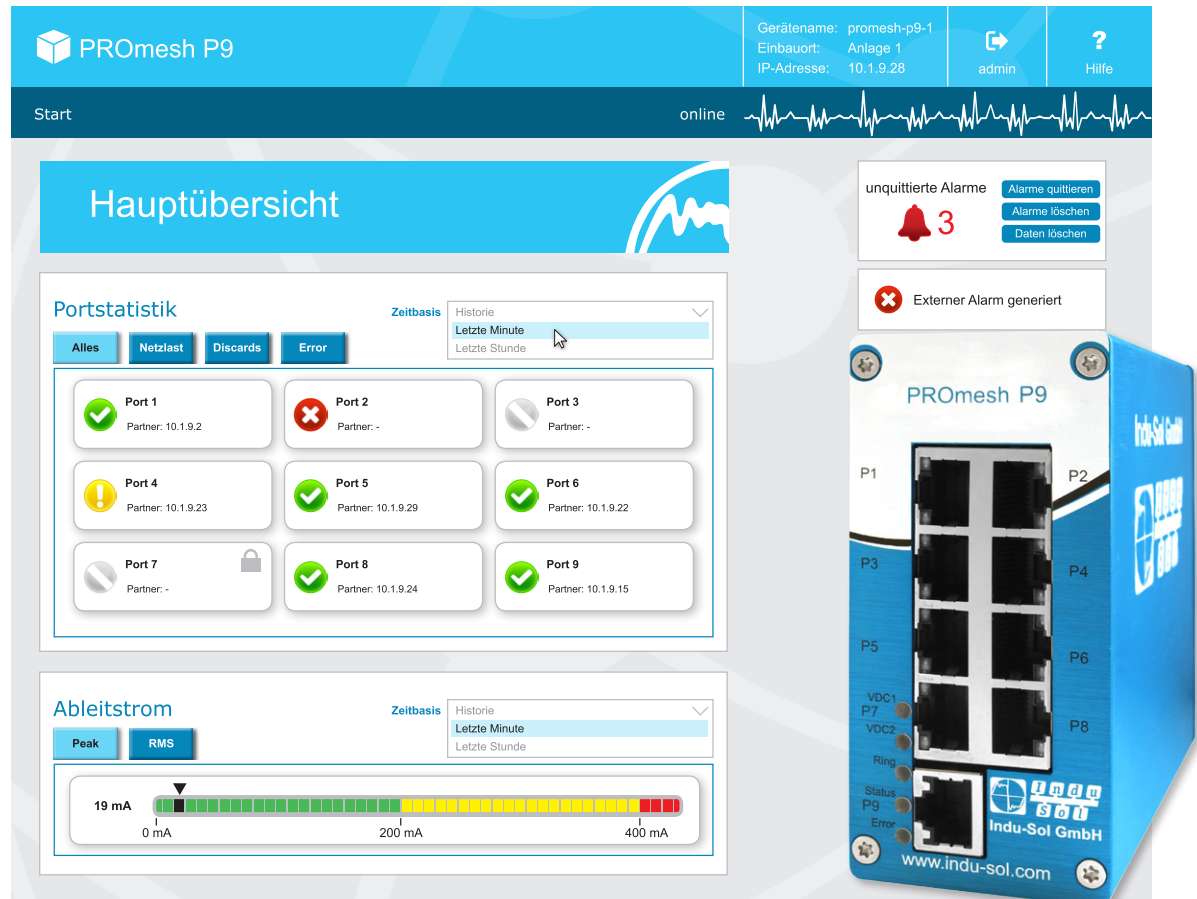 PROmesh P9
Gerätename: promesh-p9-1
Einbauort: Anlage 1
IP-Adresse: 10.1.9.28
admin
?
Hilfe
Start
online
Hauptübersicht
unquittierte Alarme
3
Alarme quittieren
Alarme löschen
Daten löschen
Externer Alarm generiert
Portstatistik
Zeitbasis
Historie
Letzte Minute
Letzte Stunde
Alles
Netzlast
Discards
Error
Port 1
Partner: 10.1.9.2
Port 2
Partner: -
Port 3
Partner: -
Port 4
Partner: 10.1.9.23
Port 5
Partner: 10.1.9.29
Port 6
Partner: 10.1.9.22
Port 7
Partner: -
Port 8
Partner: 10.1.9.24
Port 9
Partner: 10.1.9.15
Ableitstrom
Zeitbasis
Historie
Letzte Minute
Letzte Stunde
Peak
RMS
19 mA
0 mA
200 mA
400 mA
PROmesh P9
P1
P2
P3
P4
P5
P6
VDC1
P7
VDC2
P8
Ring
Status
P9
Error
Indu
Sol
Indu-Sol GmbH
www.indu-sol.com
Indu-Sol GmbH
Indu
Sol